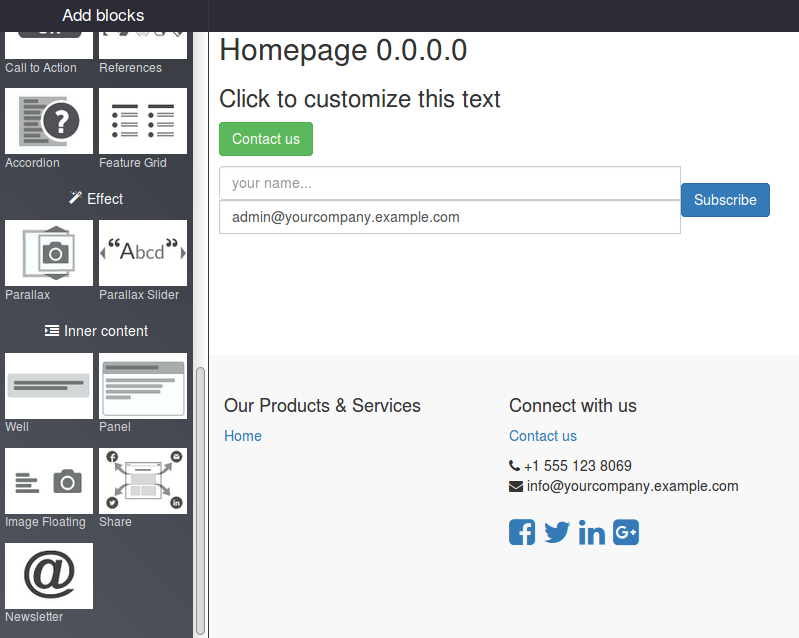 Add blocks
Call to Action
References
Accordion
Feature Grid
Effect
“Abcd”
Parallax
Parallax Slider
Inner content
Well
Panel
Image Floating
Share
@
Newsletter
Homepage 0.0.0.0
Click to customize this text
Contact us
your name...
admin@yourcompany.example.com
Subscribe
Our Products & Services
Home
Connect with us
Contact us
+1 555 123 8069
info@yourcompany.example.com